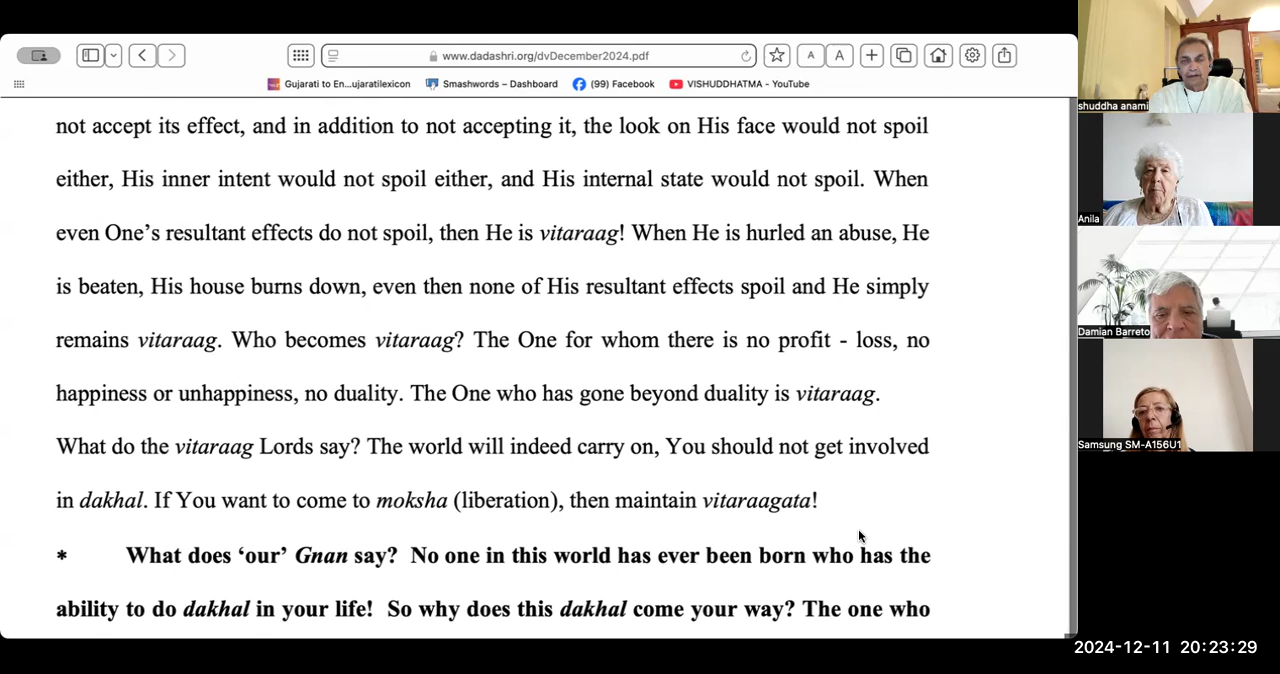 www.dadashri.org/dvDecember2024.pdf
A A
Gujarati to En...ujaratilexicon Smashwords – Dashboard (99) Facebook VISHUDDHATMA - YouTube
not accept its effect, and in addition to not accepting it, the look on His face would not spoil
either, His inner intent would not spoil either, and His internal state would not spoil. When
even One’s resultant effects do not spoil, then He is vitaraag! When He is hurled an abuse, He
is beaten, His house burns down, even then none of His resultant effects spoil and He simply
remains vitaraag. Who becomes vitaraag? The One for whom there is no profit - loss, no
happiness or unhappiness, no duality. The One who has gone beyond duality is vitaraag.
What do the vitaraag Lords say? The world will indeed carry on, You should not get involved
in dakhal. If You want to come to moksha (liberation), then maintain vitaraagata!
* What does ‘our’ Gnan say? No one in this world has ever been born who has the
ability to do dakhal in your life! So why does this dakhal come your way? The one who
shuddha anami
Anila
Damian Barreto
Samsung SM-A156U1
2024-12-11 20:23:29